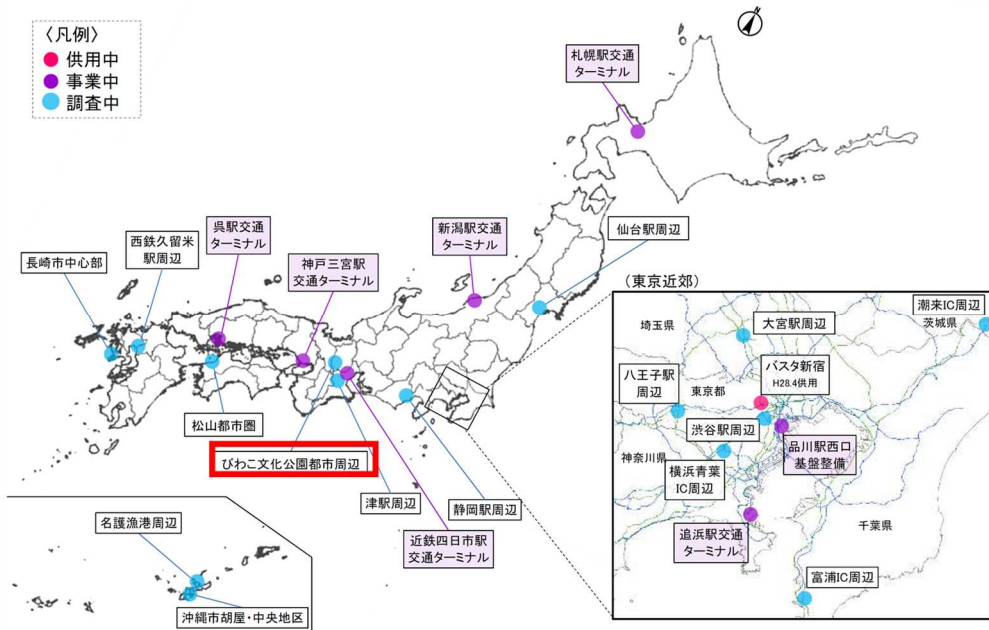 〈凡例〉
供用中
事業中
調査中
札幌駅交通
ターミナル
新潟駅交通
ターミナル
仙台駅周辺
呉駅交通
ターミナル
西鉄久留米
駅周辺
長崎市中心部
神戸三宮駅
交通ターミナル
松山都市圏
びわこ文化公園都市周辺
津駅周辺
静岡駅周辺
近鉄四日市駅
交通ターミナル
名護漁港周辺
沖縄市胡屋・中央地区
(東京近郊)
潮来IC周辺
茨城県
埼玉県
大宮駅周辺
八王子駅
周辺
東京都
バスタ新宿
H28.4供用
渋谷駅周辺
品川駅西口
基盤整備
神奈川県
横浜青葉
IC周辺
追浜駅交通
ターミナル
千葉県
富浦IC周辺